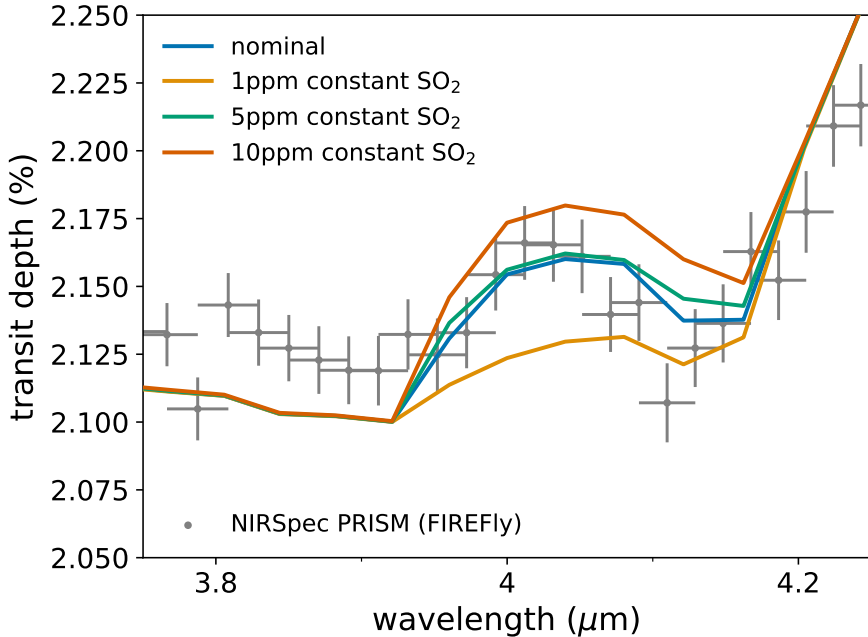 2.250
2.225
2.200
2.175
2.150
2.125
2.100
2.075
2.050
transit depth (%)
nominal
1ppm constant SO₂
5ppm constant SO₂
10ppm constant SO₂
NIRSpec PRISM (FIREFly)
3.8
4
4.2
wavelength (μm)